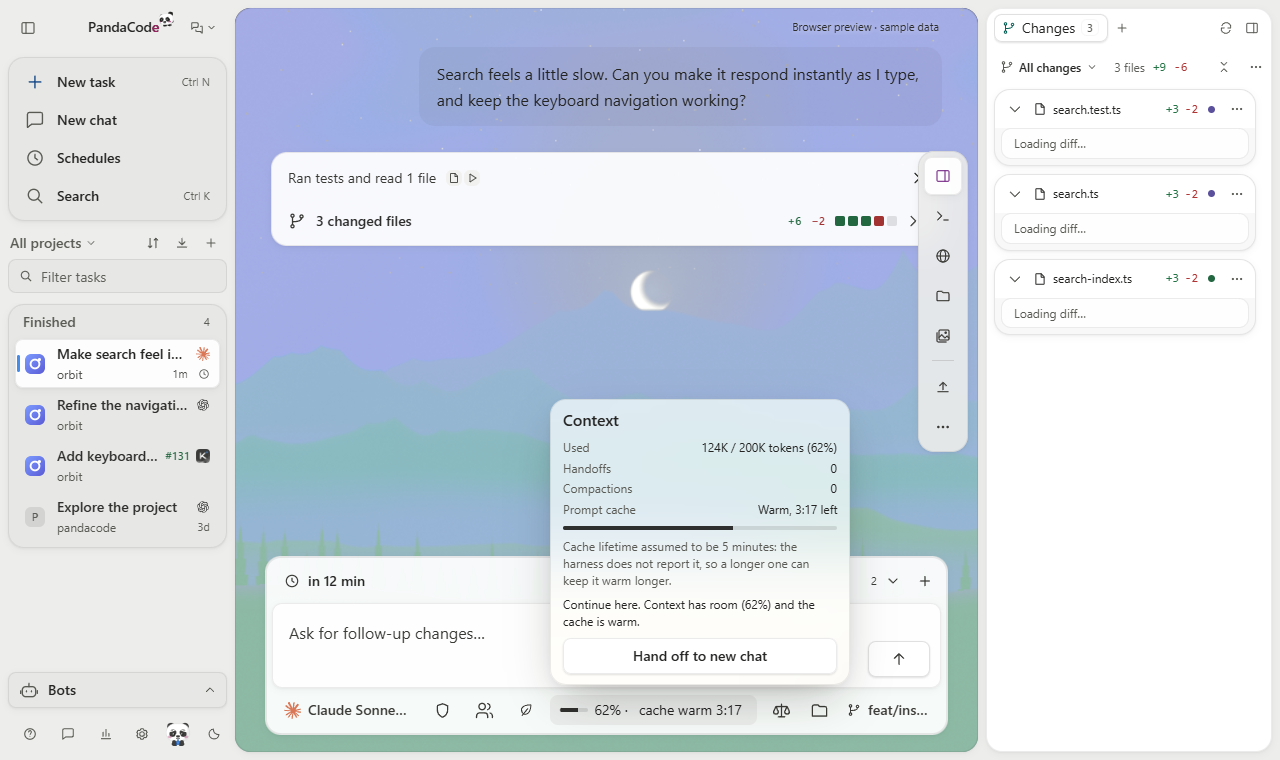 PandaCode
New task Ctrl N
New chat
Schedules
Search Ctrl K
All projects
Filter tasks
Finished 4
Make search feel i...
orbit 1m
Refine the navigati...
orbit
Add keyboard... #131
orbit
P Explore the project
pandacode 3d
Bots
Browser preview · sample data
Search feels a little slow. Can you make it respond instantly as I type,
and keep the keyboard navigation working?
Ran tests and read 1 file
3 changed files +6 −2
Context
Used 124K / 200K tokens (62%)
Handoffs 0
Compactions 0
Prompt cache Warm, 3:17 left
Cache lifetime assumed to be 5 minutes: the
harness does not report it, so a longer one can
keep it warm longer.
Continue here. Context has room (62%) and the
cache is warm.
Hand off to new chat
in 12 min 2
Ask for follow-up changes...
Claude Sonne... 62% · cache warm 3:17 feat/ins...
Changes 3
All changes 3 files +9 -6
search.test.ts +3 -2
Loading diff...
search.ts +3 -2
Loading diff...
search-index.ts +3 -2
Loading diff...